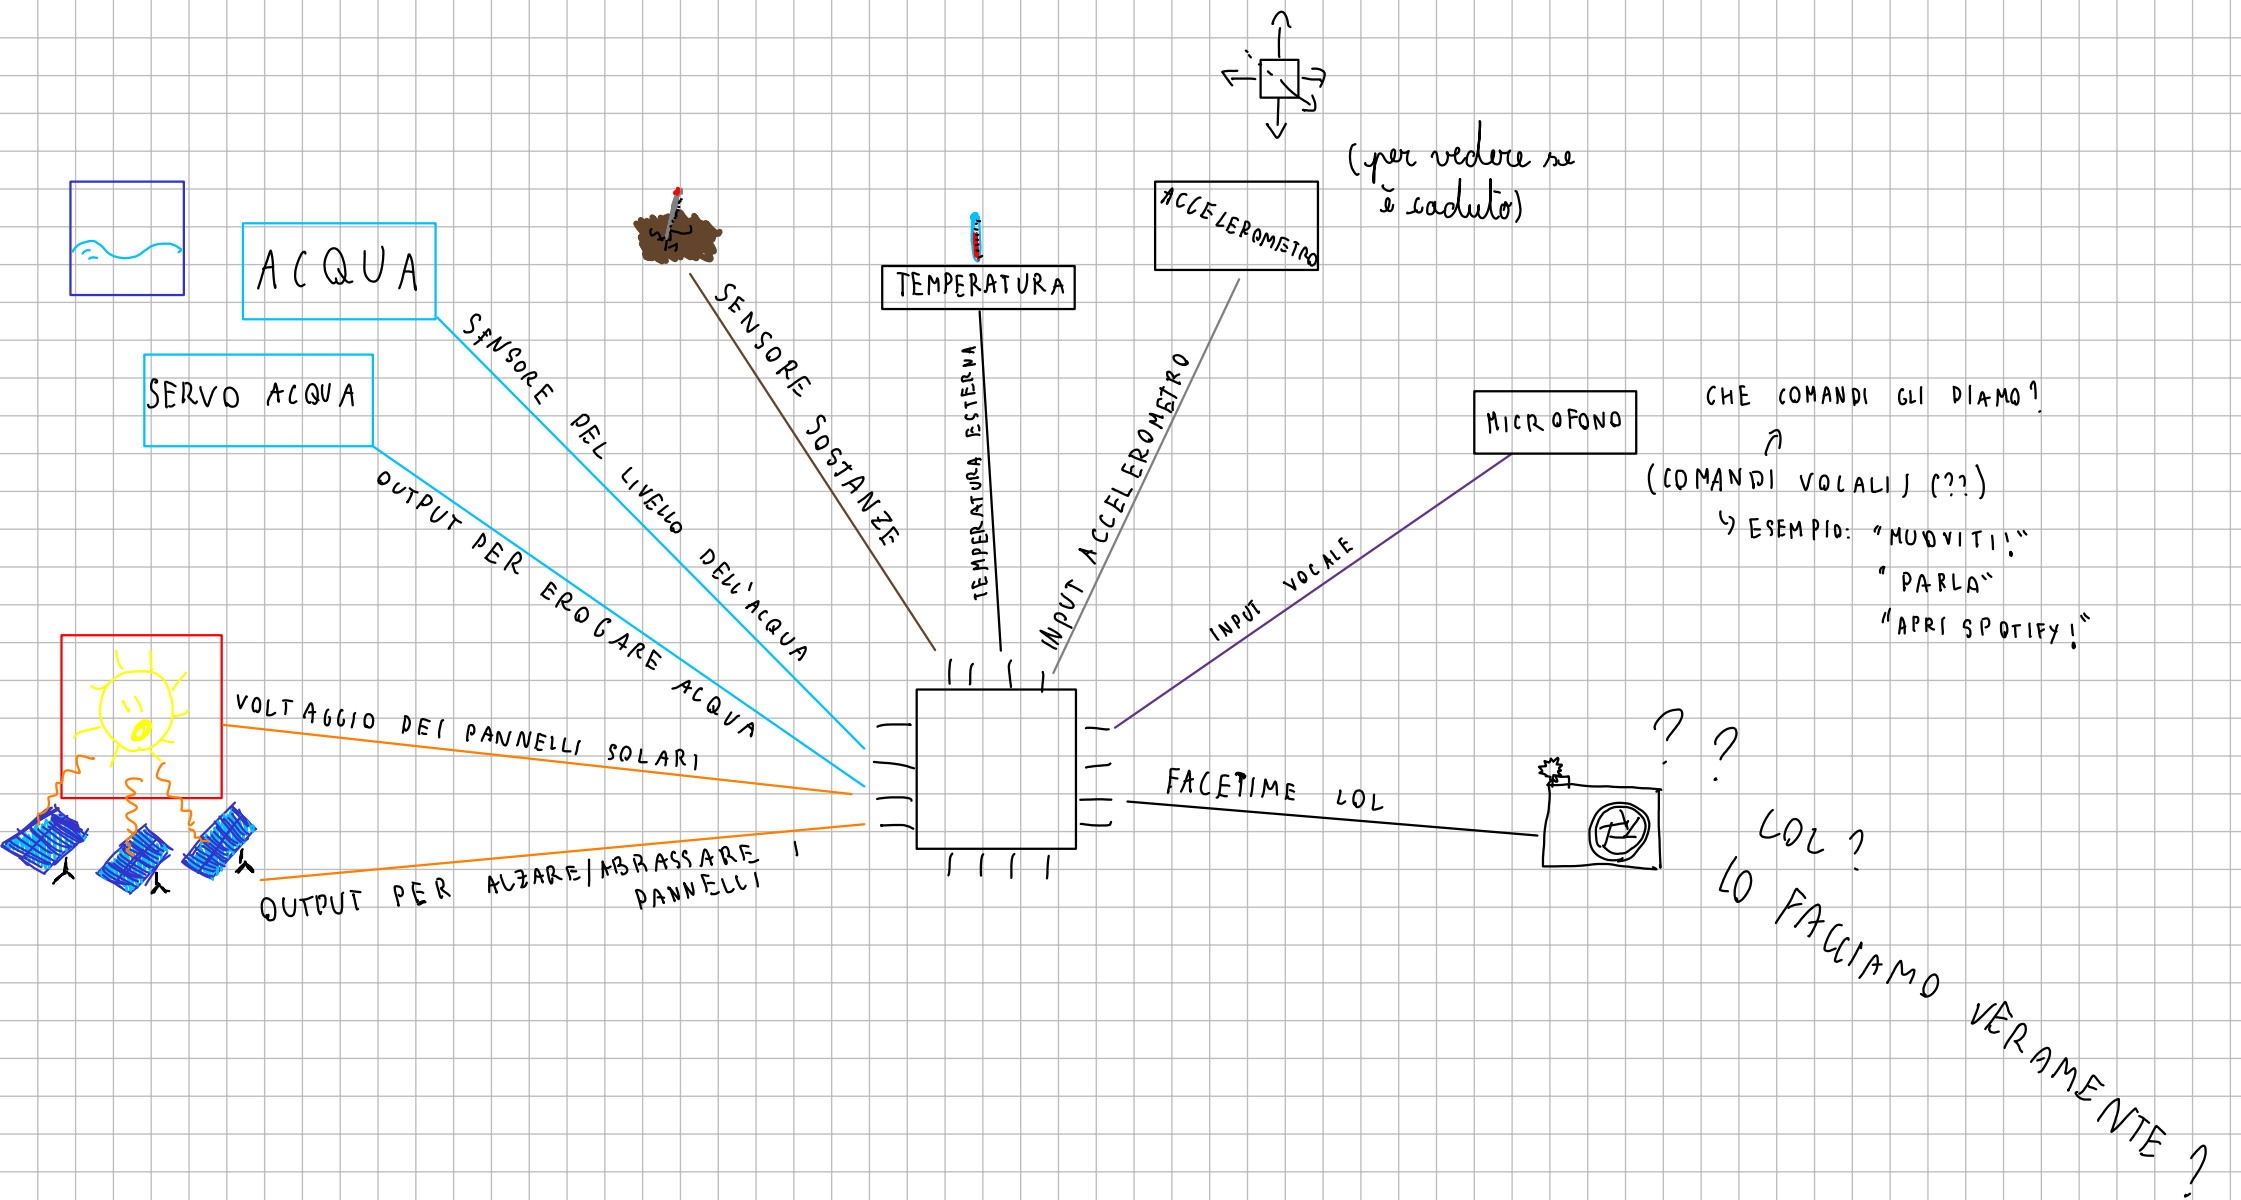 (per vedere se
è caduto)
ACCELEROMETRO
ACQUA
TEMPERATURA
SERVO ACQUA
SENSORE DEL LIVELLO DELL'ACQUA
SENSORE SOSTANZE
TEMPERATURA ESTERNA
INPUT ACCELEROMETRO
MICROFONO
CHE COMANDI GLI DIAMO?
(COMANDI VOCALI) (??)
ESEMPIO: "MUOVITI!"
"PARLA"
"APRI SPOTIFY!"
OUTPUT PER EROGARE ACQUA
INPUT VOCALE
VOLTAGGIO DEI PANNELLI SOLARI
FACETIME LOL
? ?
LOL?
LO FACCIAMO VERAMENTE?
OUTPUT PER ALZARE/ABBASSARE I
PANNELLI